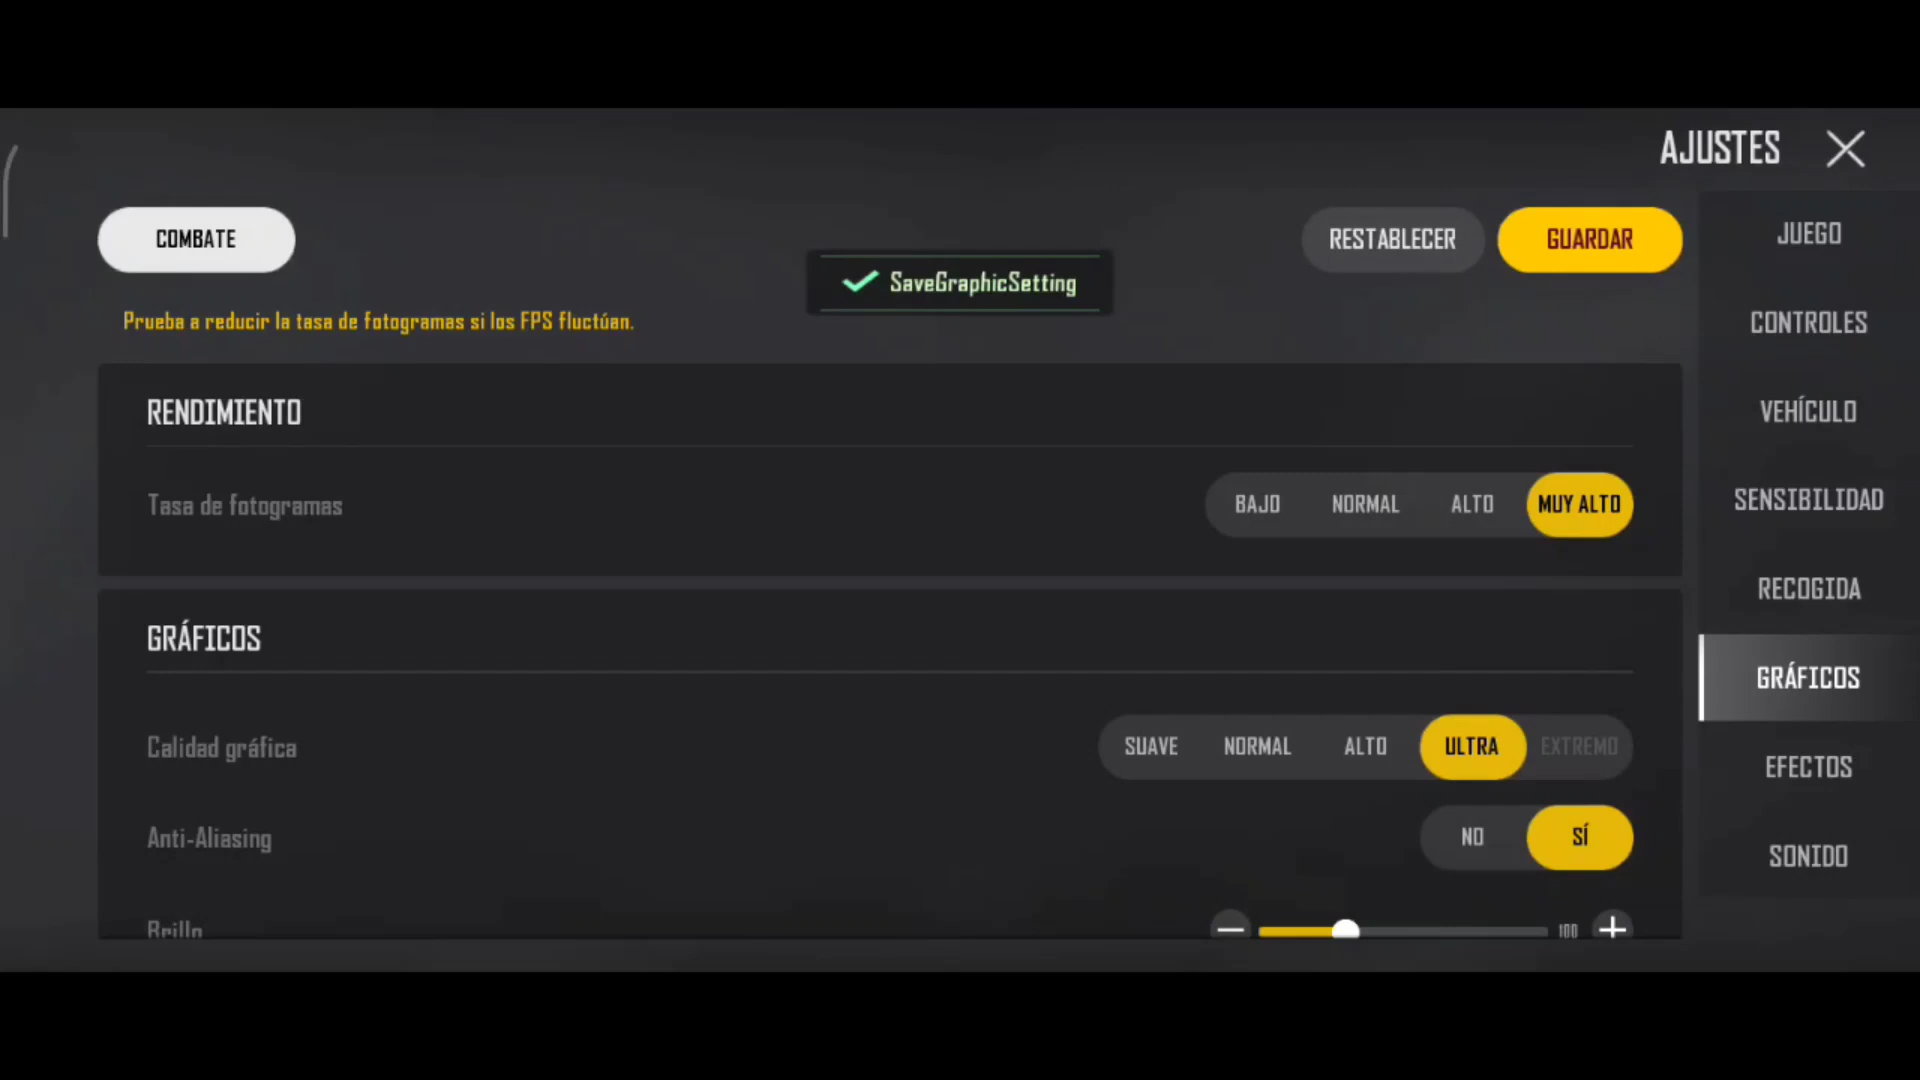 AJUSTES
COMBATE
RESTABLECER
GUARDAR
SaveGraphicSetting
Prueba a reducir la tasa de fotogramas si los FPS fluctúan.
RENDIMIENTO
Tasa de fotogramas
BAJO NORMAL ALTO MUY ALTO
GRÁFICOS
Calidad gráfica
SUAVE NORMAL ALTO ULTRA EXTREMO
Anti-Aliasing
NO SÍ
Brillo
100
JUEGO
CONTROLES
VEHÍCULO
SENSIBILIDAD
RECOGIDA
GRÁFICOS
EFECTOS
SONIDO